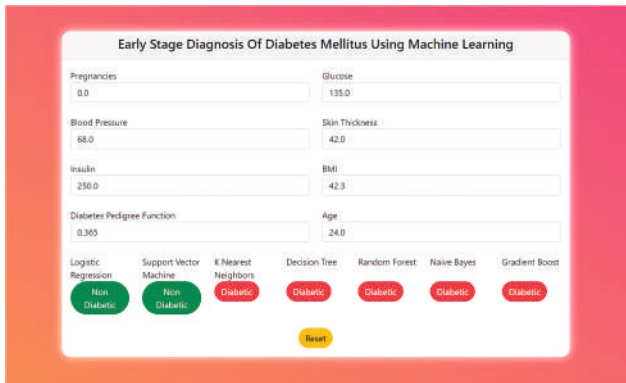 Early Stage Diagnosis Of Diabetes Mellitus Using Machine Learning
Pregnancies
0.0
Glucose
135.0
Blood Pressure
68.0
Skin Thickness
42.0
Insulin
250.0
BMI
42.3
Diabetes Pedigree Function
0.365
Age
24.0
Logistic
Regression
Non
Diabetic
Support Vector
Machine
Non
Diabetic
K Nearest
Neighbors
Diabetic
Decision Tree
Diabetic
Random Forest
Diabetic
Naive Bayes
Diabetic
Gradient Boost
Diabetic
Reset